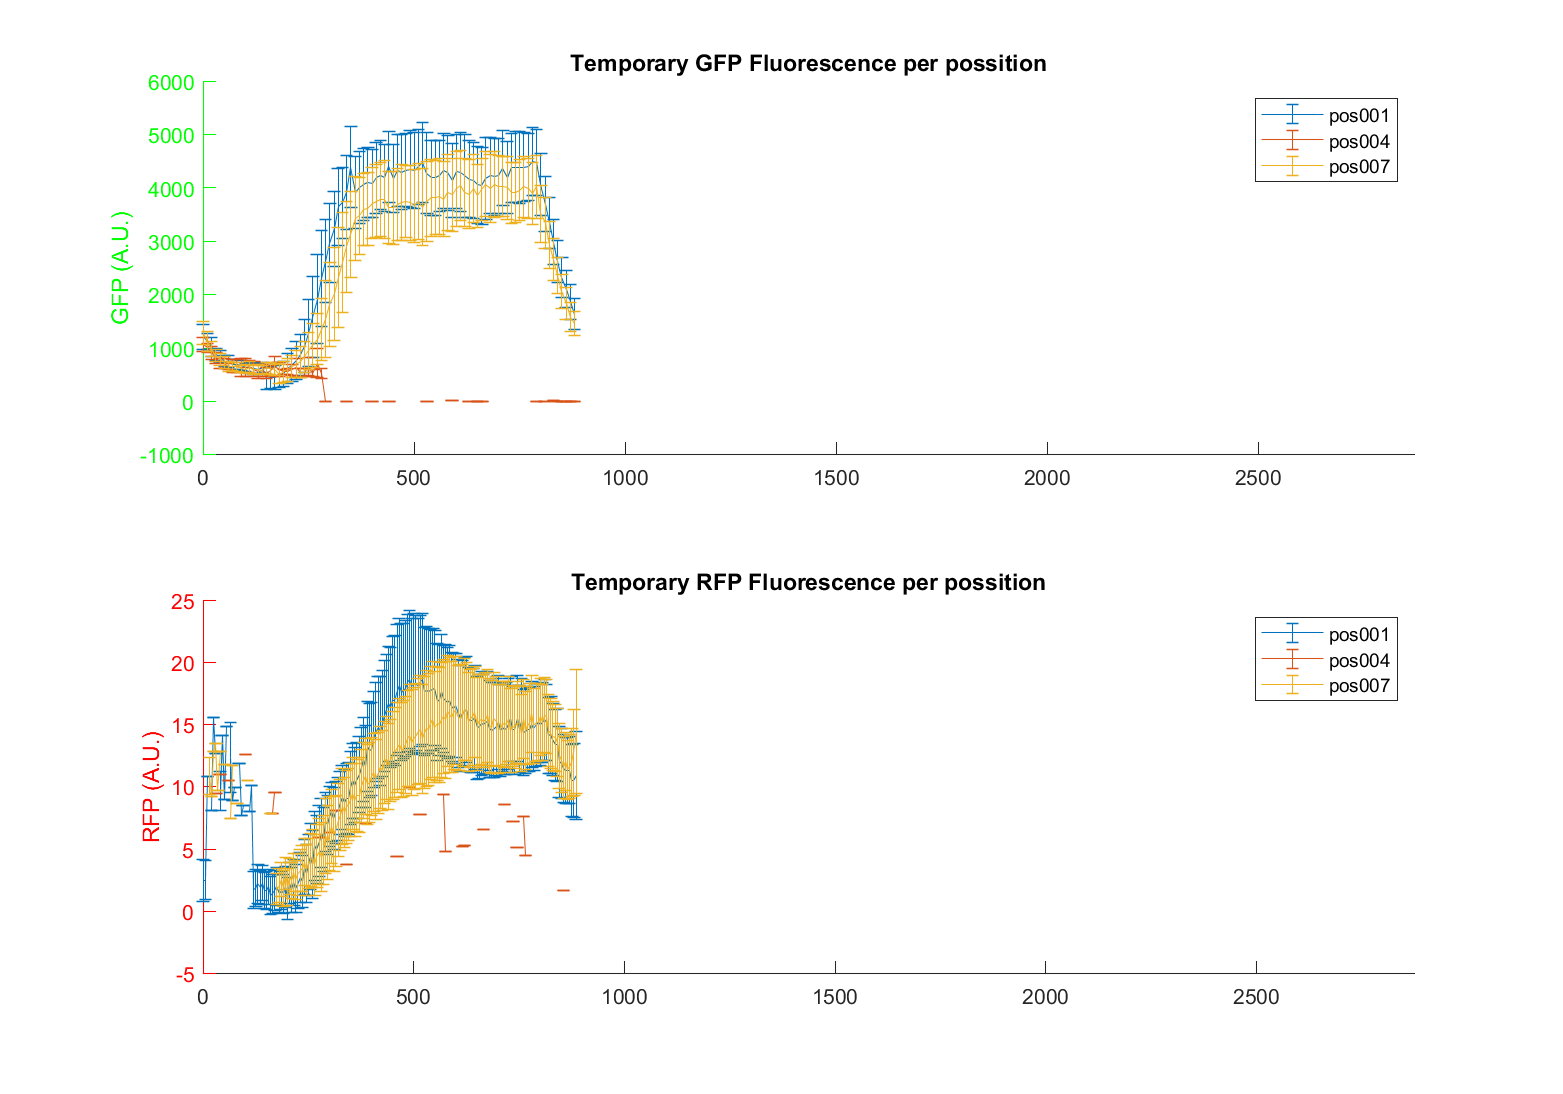 Temporary GFP Fluorescence per possition
6000
5000
4000
3000
2000
1000
0
-1000
GFP (A.U.)
0 500 1000 1500 2000 2500
pos001
pos004
pos007
Temporary RFP Fluorescence per possition
25
20
15
10
5
0
-5
RFP (A.U.)
0 500 1000 1500 2000 2500
pos001
pos004
pos007